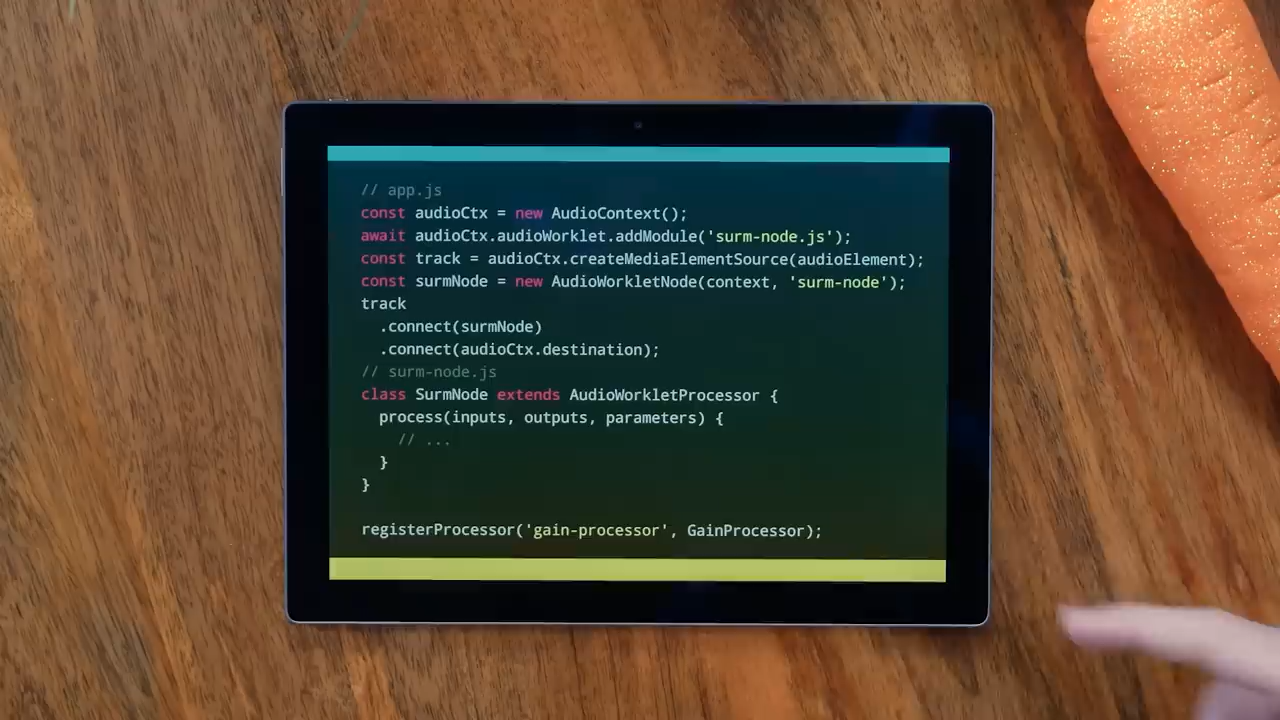 // app.js
const audioCtx = new AudioContext();
await audioCtx.audioWorklet.addModule('surm-node.js');
const track = audioCtx.createMediaElementSource(audioElement);
const surmNode = new AudioWorkletNode(context, 'surm-node');
track
  .connect(surmNode)
  .connect(audioCtx.destination);
// surm-node.js
class SurmNode extends AudioWorkletProcessor {
  process(inputs, outputs, parameters) {
    // ...
  }
}
registerProcessor('gain-processor', GainProcessor);